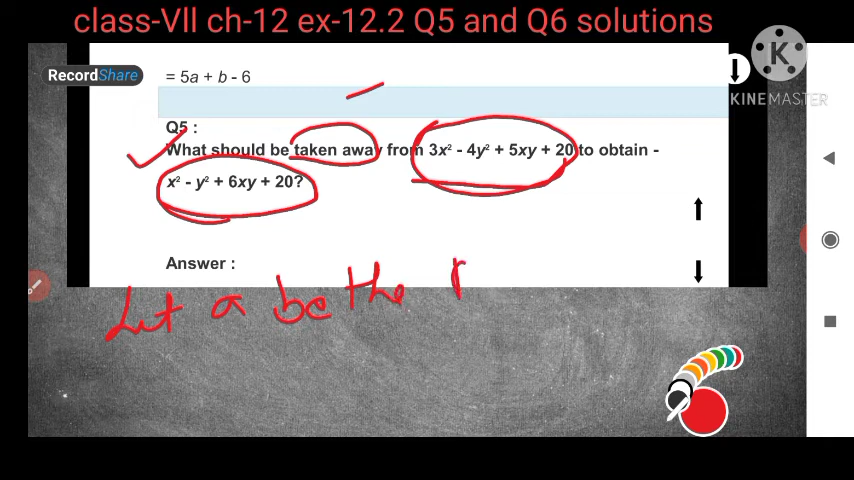 class-VII ch-12 ex-12.2 Q5 and Q6 solutions
RecordShare
= 5a + b - 6
K
KINEMASTER
Q5 :
What should be taken away from 3x² - 4y² + 5xy + 20 to obtain -
x² - y² + 6xy + 20?
Answer :
Let a be the